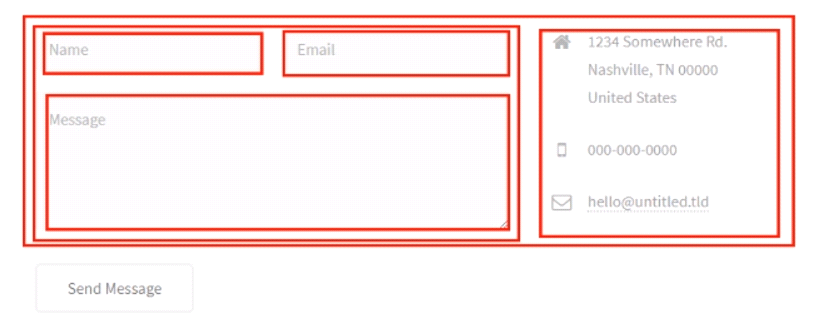 Name
Email
Message
1234 Somewhere Rd.
Nashville, TN 00000
United States
000-000-0000
hello@untitled.tld
Send Message